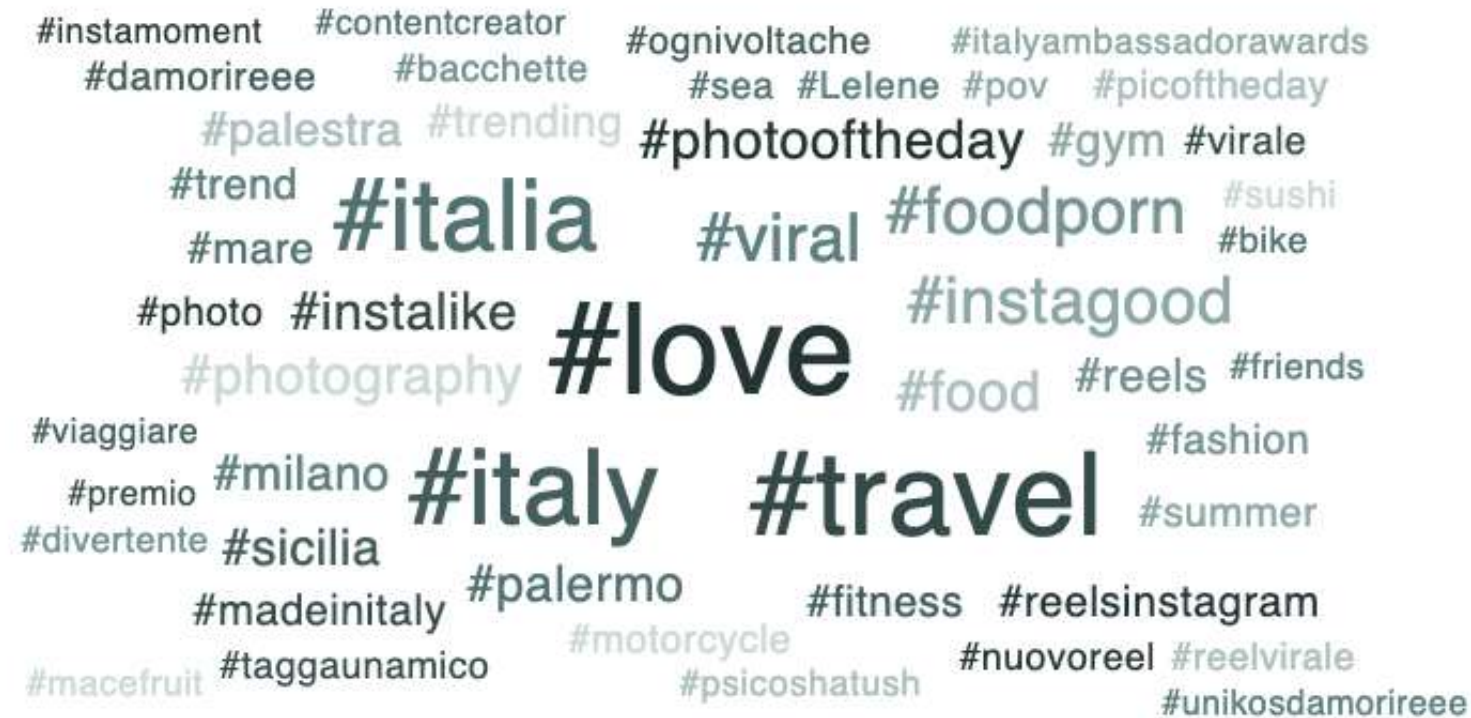 #instamoment #contentcreator #ognivoltache #italyambassadorawards
#damorireee #bacchette #sea #Lelene #pov #picoftheday
#palestra #trending #photooftheday #gym #virale
#trend #italia #viral #foodporn #sushi
#mare #bike
#photo #instalike #love #instagood
#photography #food #reels #friends
#viaggiare #milano #italy #travel #fashion
#premio #summer
#divertente #sicilia
#madeinitaly #palermo #fitness #reelsinstagram
#macefruit #taggaunamico #motorcycle #nuovoreel #reelvirale
#psicoshatush #unikosdamorireee